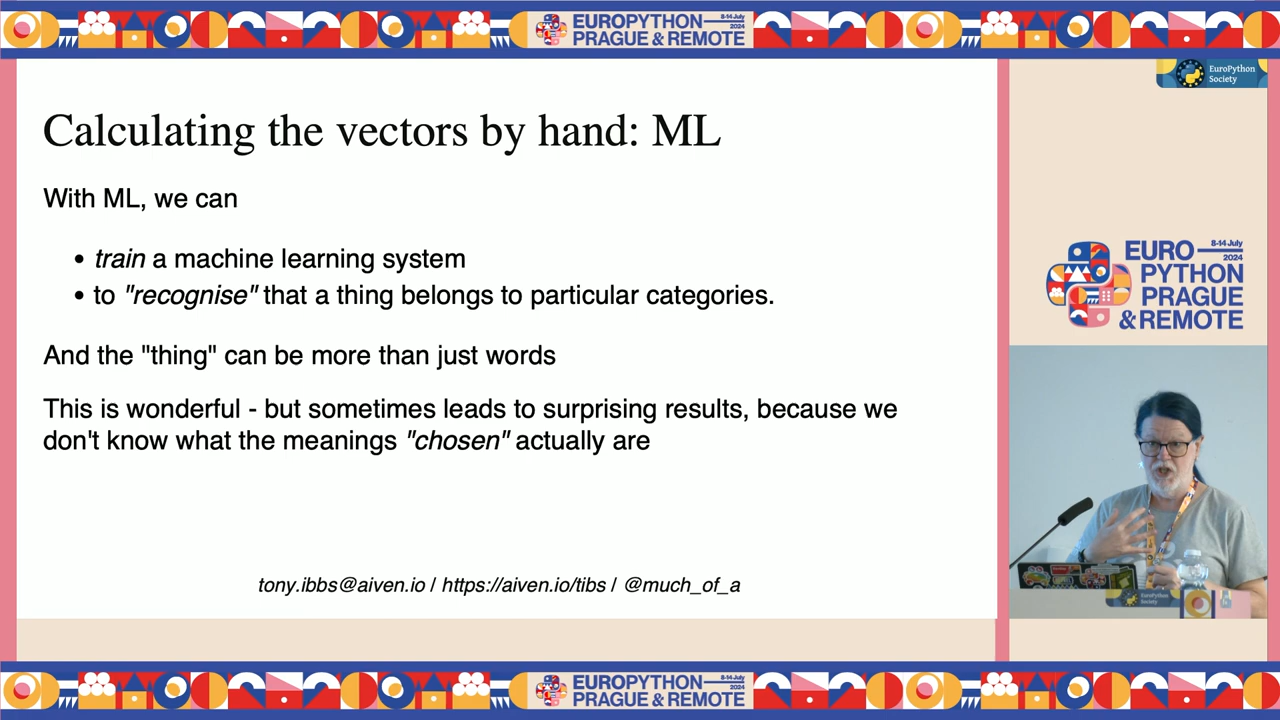 EUROPYTHON 8-14 July 2024
PRAGUE & REMOTE
EuroPython
Society
Calculating the vectors by hand: ML
With ML, we can
• train a machine learning system
• to "recognise" that a thing belongs to particular categories.
And the "thing" can be more than just words
This is wonderful - but sometimes leads to surprising results, because we
don't know what the meanings "chosen" actually are
tony.ibbs@aiven.io / https://aiven.io/tibs / @much_of_a
EURO 8-14 July 2024
PYTHON
PRAGUE
& REMOTE
EuroPython
Society
EUROPYTHON 8-14 July 2024
PRAGUE & REMOTE